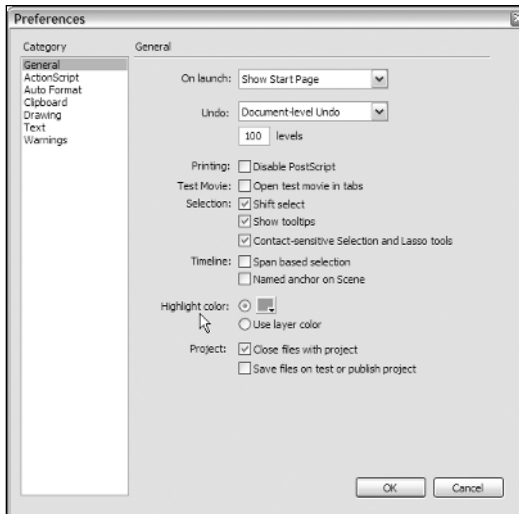 Preferences
Category
General
ActionScript
Auto Format
Clipboard
Drawing
Text
Warnings
General
On launch: Show Start Page
Undo: Document-level Undo
100 levels
Printing: Disable PostScript
Test Movie: Open test movie in tabs
Selection: Shift select
Show tooltips
Contact-sensitive Selection and Lasso tools
Timeline: Span based selection
Named anchor on Scene
Highlight color:
Use layer color
Project: Close files with project
Save files on test or publish project
OK Cancel